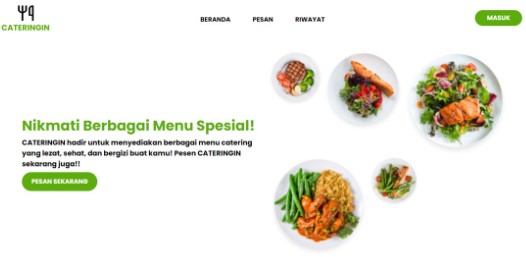 CATERINGIN
BERANDA
PESAN
RIWAYAT
MASUK
Nikmati Berbagai Menu Spesial!
CATERINGIN hadir untuk menyediakan berbagai menu catering
yang lezat, sehat, dan bergizi buat kamu! Pesen CATERINGIN
sekarang juga!!
PESAN SEKARANG